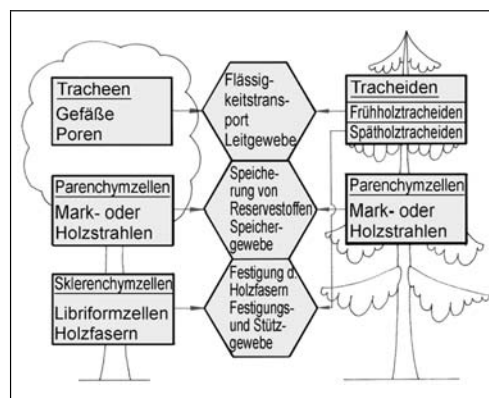 Tracheen
Gefäße
Poren
Flässig-
keitstrans-
port
Leitgewebe
Tracheiden
Frühholztracheiden
Spätholztracheiden
Parenchymzellen
Mark- oder
Holzstrahlen
Speiche-
rung von
Reservestoffen
Speicher-
gewebe
Parenchymzellen
Mark- oder
Holzstrahlen
Sklerenchymzellen
Libriformzellen
Holzfasern
Festigung d.
Holzfasern
Festigungs-
und Stütz-
gewebe